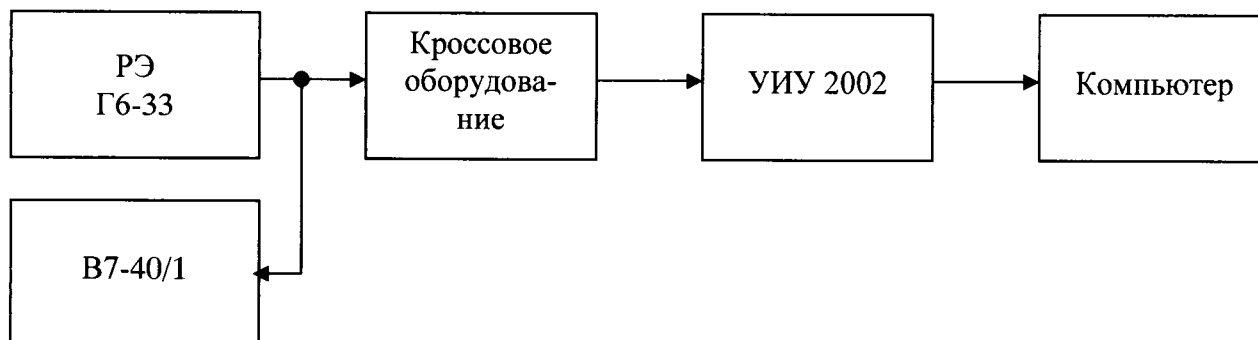 РЭ
Г6-33
Кроссовое
оборудова-
ние
УИУ 2002
Компьютер
В7-40/1